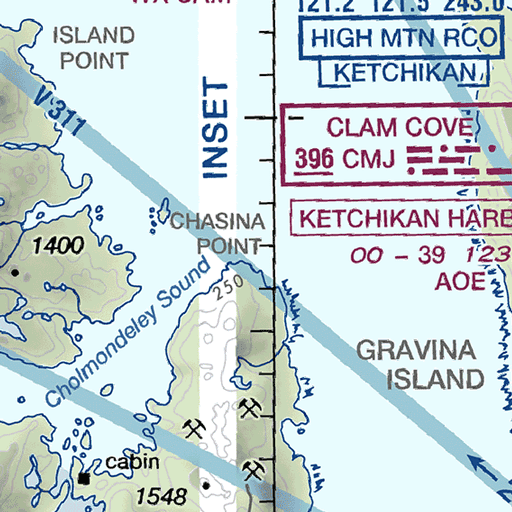 121.2 121.5 243.0
HIGH MTN RCO
KETCHIKAN
ISLAND
POINT
V 311
INSET
CLAM COVE
396 CMJ
CHASINA
POINT
KETCHIKAN HARB
OO - 39 123
AOE
1400
250
Cholmondeley Sound
GRAVINA
ISLAND
cabin
1548